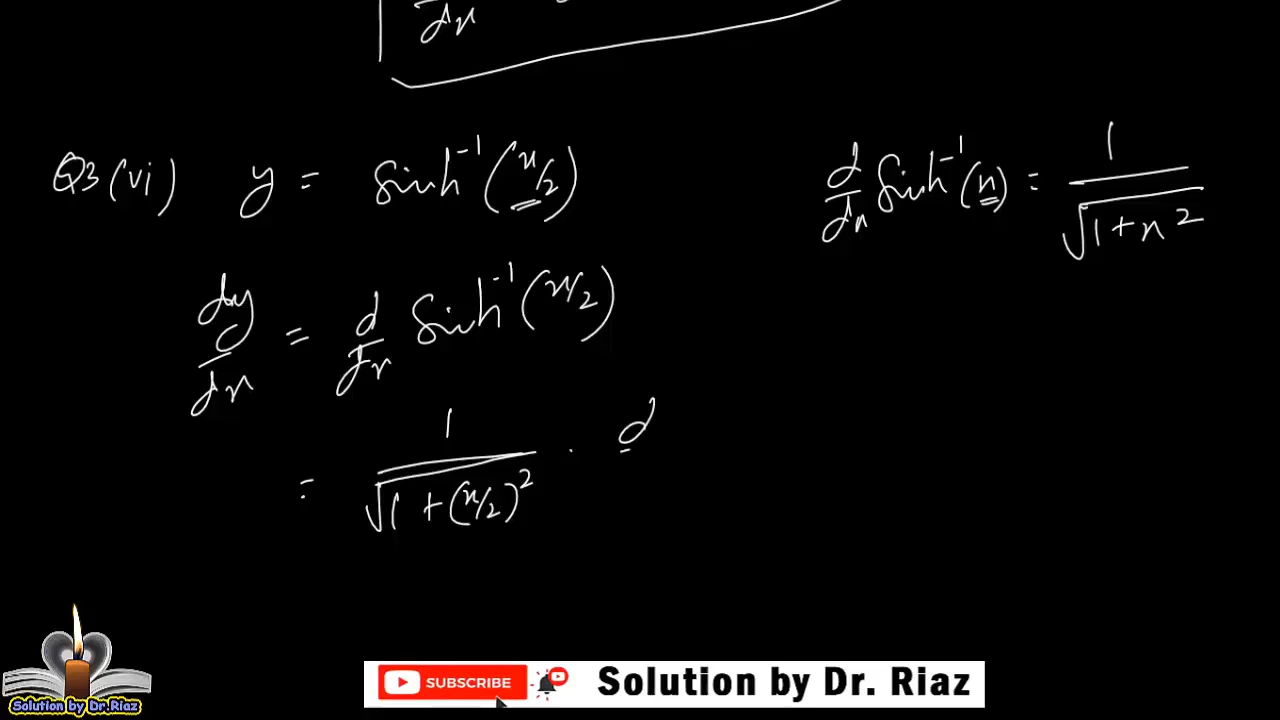 dx
Q3(vi) y = Sinh⁻¹(x/2)
d/dx Sinh⁻¹(x) = 1/√(1+x²)
dy/dx = d/dx Sinh⁻¹(x/2)
= 1/√(1+(x/2)²) . d
SUBSCRIBE
Solution by Dr. Riaz
Solution by Dr.Riaz